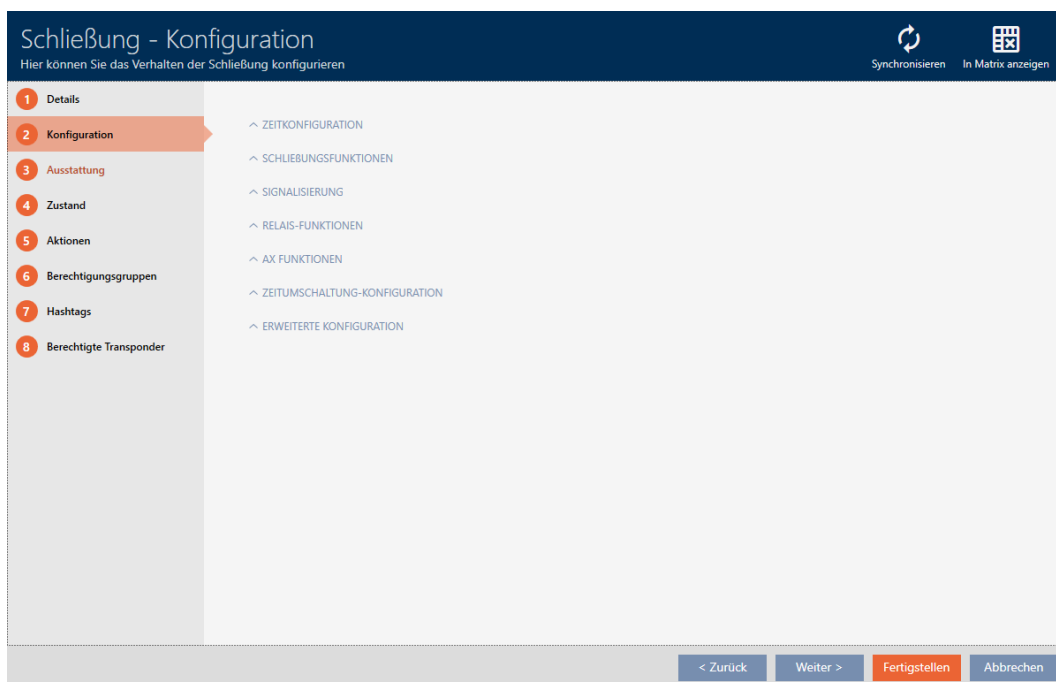 Schließung - Konfiguration
Hier können Sie das Verhalten der Schließung konfigurieren
Synchronisieren
In Matrix anzeigen
1 Details
2 Konfiguration
3 Ausstattung
4 Zustand
5 Aktionen
6 Berechtigungsgruppen
7 Hashtags
8 Berechtigte Transponder
ZEITKONFIGURATION
SCHLIEßUNGSFUNKTIONEN
SIGNALISIERUNG
RELAIS-FUNKTIONEN
AX FUNKTIONEN
ZEITUMSCHALTUNG-KONFIGURATION
ERWEITERTE KONFIGURATION
< Zurück
Weiter >
Fertigstellen
Abbrechen